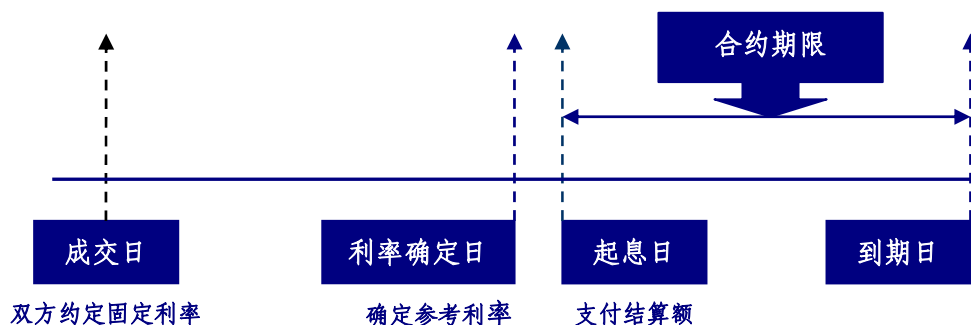 合约期限
成交日
利率确定日
起息日
到期日
双方约定固定利率
确定参考利率
支付结算额